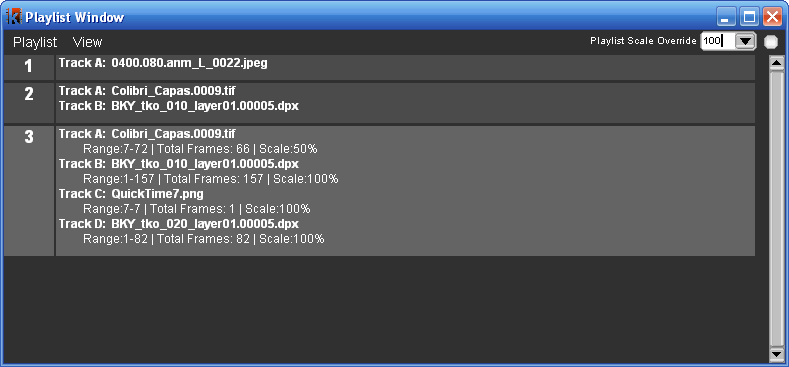 Playlist Window
Playlist View Playlist Scale Override 100
1 Track A: 0400.080.anm_L_0022.jpeg
2 Track A: Colibri_Capas.0009.tif
Track B: BKY_tko_010_layer01.00005.dpx
3 Track A: Colibri_Capas.0009.tif
Range:7-72 | Total Frames: 66 | Scale:50%
Track B: BKY_tko_010_layer01.00005.dpx
Range:1-157 | Total Frames: 157 | Scale:100%
Track C: QuickTime7.png
Range:7-7 | Total Frames: 1 | Scale:100%
Track D: BKY_tko_020_layer01.00005.dpx
Range:1-82 | Total Frames: 82 | Scale:100%